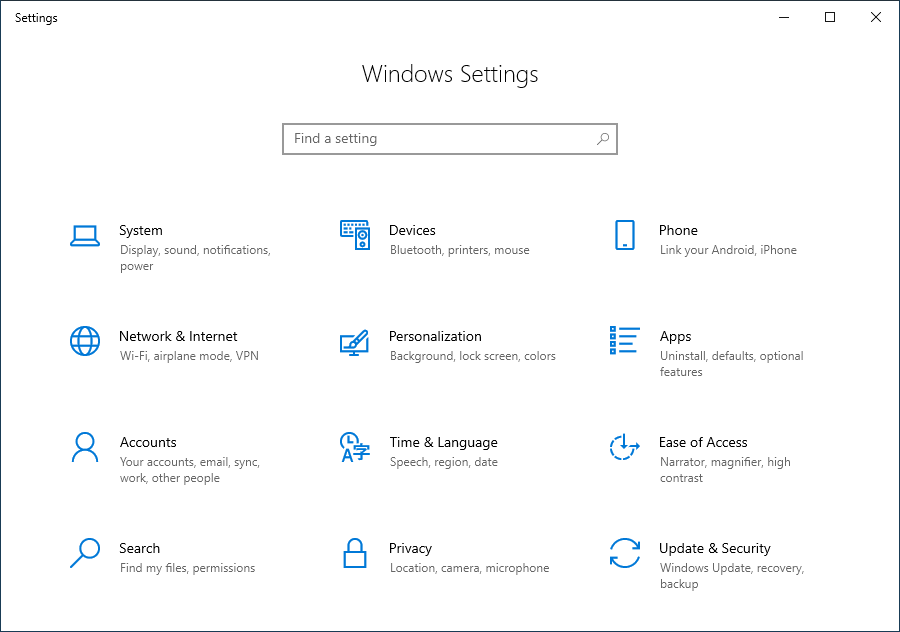 Settings
Windows Settings
Find a setting
System
Display, sound, notifications,
power
Devices
Bluetooth, printers, mouse
Phone
Link your Android, iPhone
Network & Internet
Wi-Fi, airplane mode, VPN
Personalization
Background, lock screen, colors
Apps
Uninstall, defaults, optional
features
Accounts
Your accounts, email, sync,
work, other people
Time & Language
Speech, region, date
Ease of Access
Narrator, magnifier, high
contrast
Search
Find my files, permissions
Privacy
Location, camera, microphone
Update & Security
Windows Update, recovery,
backup